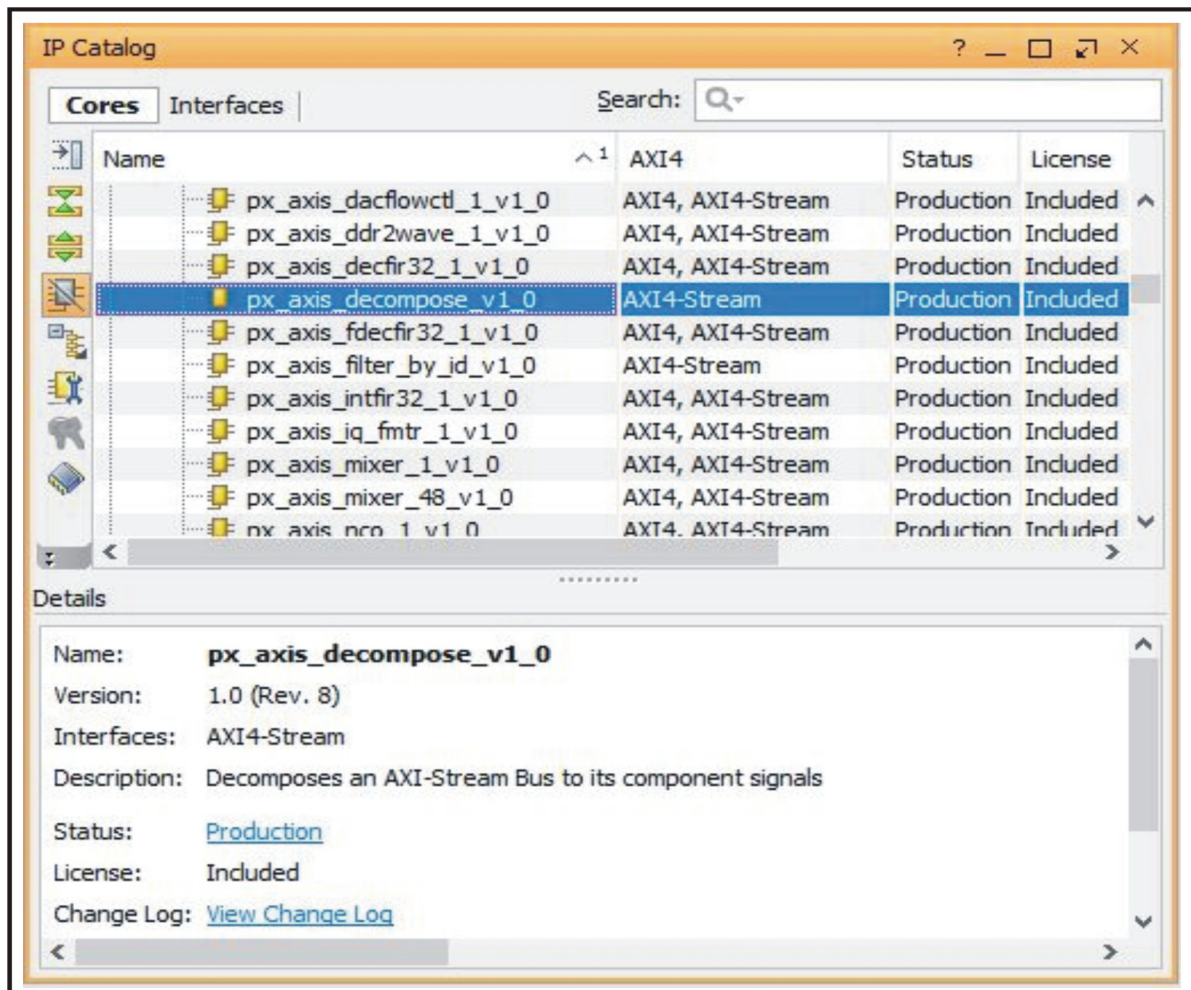 IP Catalog ? _ □ ×
Cores Interfaces Search:
Name 1 AXI4 Status License
px_axis_dacflowctl_1_v1_0 AXI4, AXI4-Stream Production Included
px_axis_ddr2wave_1_v1_0 AXI4, AXI4-Stream Production Included
px_axis_decfir32_1_v1_0 AXI4, AXI4-Stream Production Included
px_axis_decompose_v1_0 AXI4-Stream Production Included
px_axis_fdecfir32_1_v1_0 AXI4, AXI4-Stream Production Included
px_axis_filter_by_id_v1_0 AXI4-Stream Production Included
px_axis_intfir32_1_v1_0 AXI4, AXI4-Stream Production Included
px_axis_iq_fmtr_1_v1_0 AXI4, AXI4-Stream Production Included
px_axis_mixer_1_v1_0 AXI4, AXI4-Stream Production Included
px_axis_mixer_48_v1_0 AXI4, AXI4-Stream Production Included
px_axis_nco_1_v1_0 AXI4, AXI4-Stream Production Included
Details
Name: px_axis_decompose_v1_0
Version: 1.0 (Rev. 8)
Interfaces: AXI4-Stream
Description: Decomposes an AXI-Stream Bus to its component signals
Status: Production
License: Included
Change Log: View Change Log